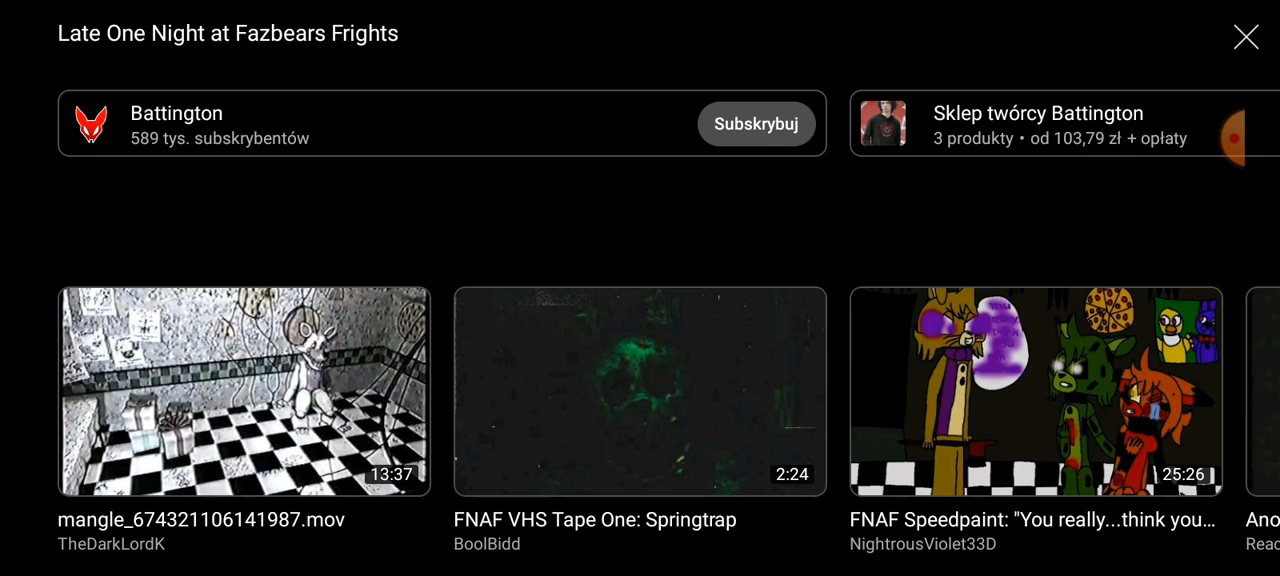 Late One Night at Fazbears Frights
Battington
589 tys. subskrybentów
Subskrybuj
Sklep twórcy Battington
3 produkty • od 103,79 zł + opłaty
13:37
2:24
25:26
mangle_674321106141987.mov
TheDarkLordK
FNAF VHS Tape One: Springtrap
BoolBidd
FNAF Speedpaint: "You really...think you...
NightrousViolet33D
Ano
Reac